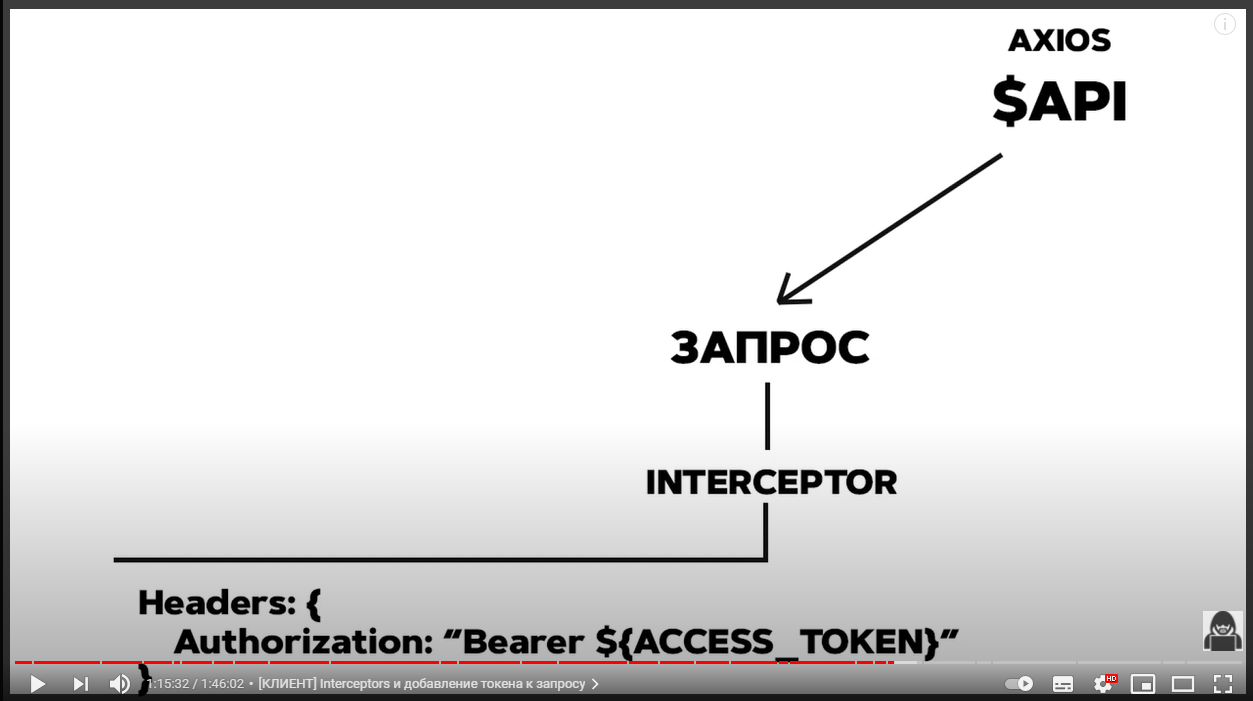 AXIOS
$API
ЗАПРОС
INTERCEPTOR
Headers: {
Authorization: “Bearer ${ACCESS_TOKEN}”
}
1:15:32 / 1:46:02 • [КЛИЕНТ] Interceptors и добавление токена к запросу
HD